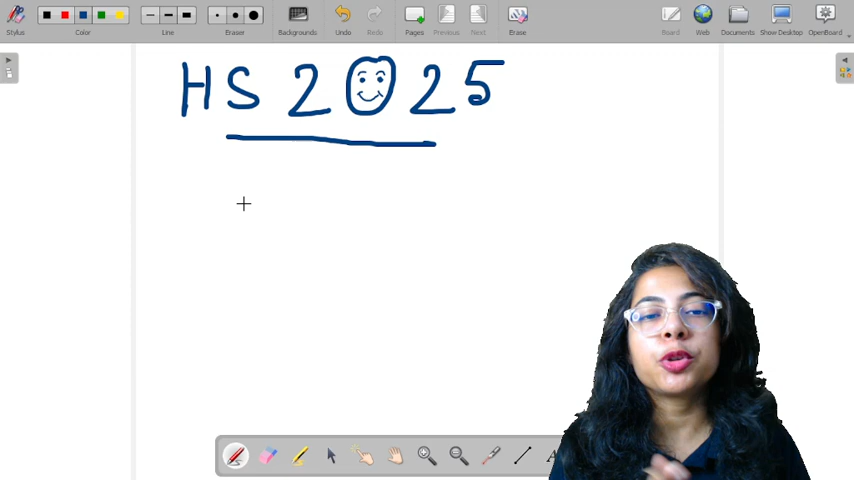 Stylus
Color
Line
Eraser
Backgrounds
Undo
Redo
Pages
Previous
Next
Erase
Board
Web
Documents
Show Desktop
OpenBoard
HS 2025
A